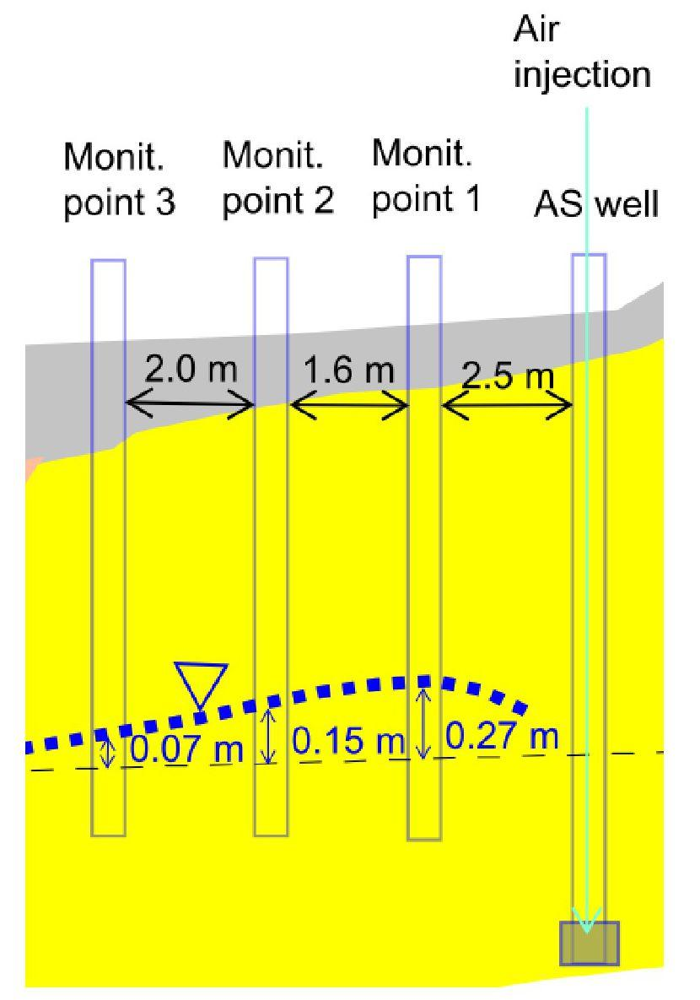 Air
injection
Monit.
point 3
Monit.
point 2
Monit.
point 1
AS well
2.0 m
1.6 m
2.5 m
0.07 m
0.15 m
0.27 m